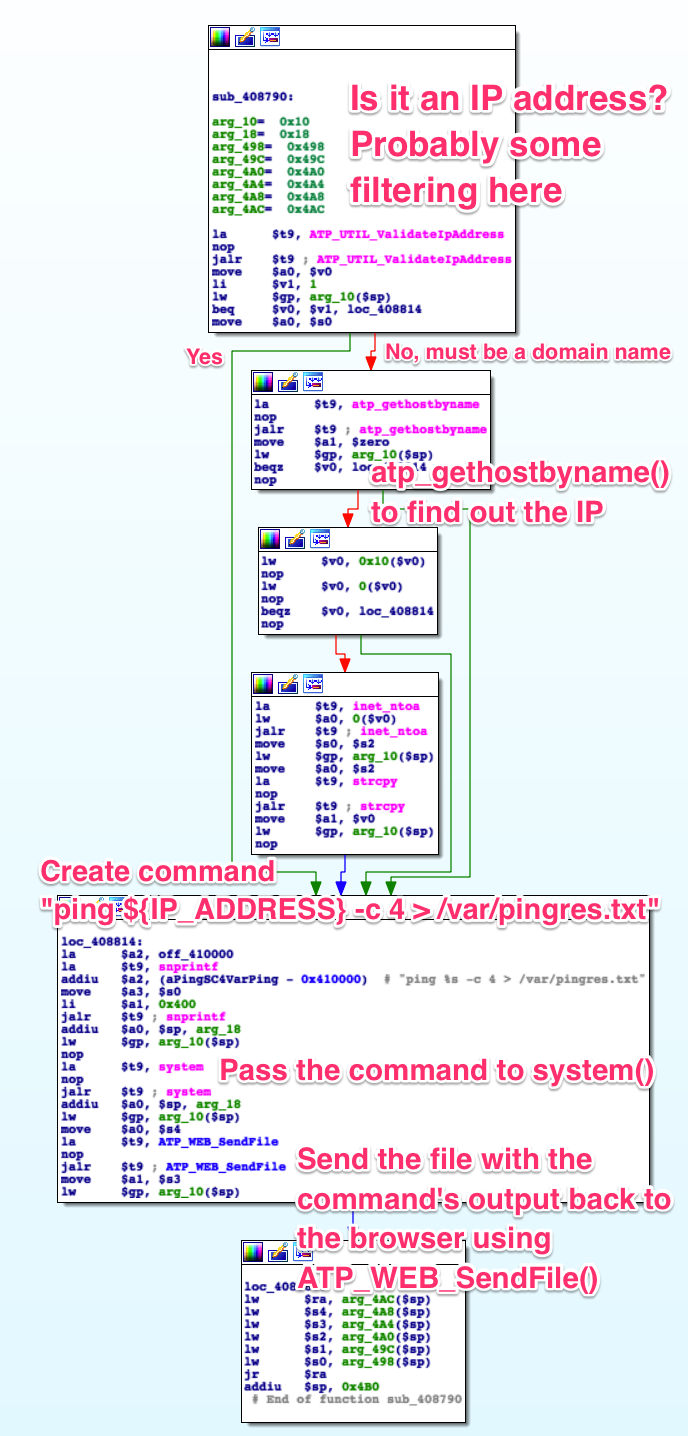 sub_408790:
Is it an IP address?
Probably some
filtering here
arg_10= 0x10
arg_18= 0x18
arg_498= 0x498
arg_49C= 0x49C
arg_4A0= 0x4A0
arg_4A4= 0x4A4
arg_4A8= 0x4A8
arg_4AC= 0x4AC
la $t9, ATP_UTIL_ValidateIpAddress
nop
jalr $t9 ; ATP_UTIL_ValidateIpAddress
move $a0, $v0
li $v1, 1
lw $gp, arg_10($sp)
beq $v0, $v1, loc_408814
move $a0, $s0
Yes
No, must be a domain name
la $t9, atp_gethostbyname
nop
jalr $t9 ; atp_gethostbyname
move $a1, $zero
lw $gp, arg_10($sp)
beqz $v0,
nop
atp_gethostbyname()
to find out the IP
lw $v0, 0x10($v0)
nop
lw $v0, 0($v0)
nop
beqz $v0, loc_408814
nop
la $t9, inet_ntoa
lw $a0, 0($v0)
jalr $t9 ; inet_ntoa
move $s0, $s2
lw $gp, arg_10($sp)
move $a0, $s2
la $t9, strcpy
nop
jalr $t9 ; strcpy
move $a1, $v0
lw $gp, arg_10($sp)
nop
Create command
"ping ${IP_ADDRESS} -c 4 > /var/pingres.txt"
loc_408814:
la $a2, off_410000
la $t9, snprintf
addiu $a2, (aPingSC4VarPing - 0x410000) # "ping %s -c 4 > /var/pingres.txt"
move $a3, $s0
li $a1, 0x400
jalr $t9 ; snprintf
addiu $a0, $sp, arg_18
lw $gp, arg_10($sp)
nop
la $t9, system
nop
jalr $t9 ; system
addiu $a0, $sp, arg_18
lw $gp, arg_10($sp)
move $a0, $s4
la $t9, ATP_WEB_SendFile
nop
jalr $t9 ; ATP_WEB_SendFile
move $a1, $s3
lw $gp, arg_10($sp)
Pass the command to system()
Send the file with the
command's output back to
the browser using
ATP_WEB_SendFile()
lw $ra, arg_4AC($sp)
lw $s4, arg_4A8($sp)
lw $s3, arg_4A4($sp)
lw $s2, arg_4A0($sp)
lw $s1, arg_49C($sp)
lw $s0, arg_498($sp)
jr $ra
addiu $sp, 0x4B0
# End of function sub_408790